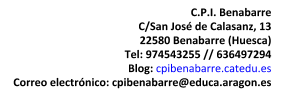 C.P.I. Benabarre
C/San José de Calasanz, 13
22580 Benabarre (Huesca)
Tel: 974543255 // 636497294
Blog: cpibenabarre.catedu.es
Correo electrónico: cpibenabarre@educa.aragon.es